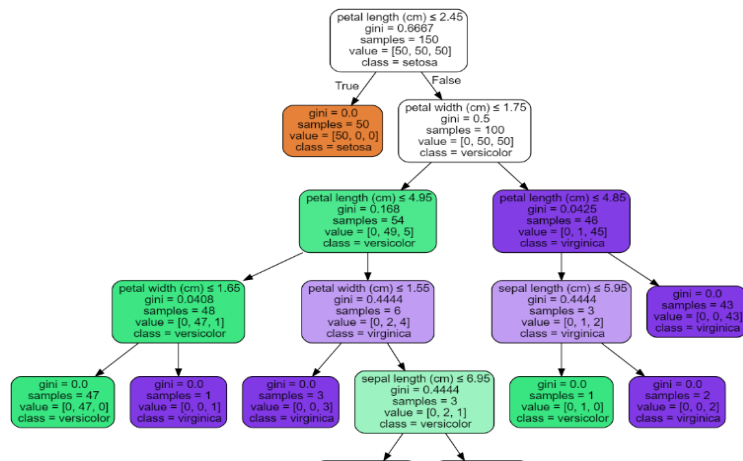 petal length (cm) ≤ 2.45
gini = 0.6667
samples = 150
value = [50, 50, 50]
class = setosa
True
False
gini = 0.0
samples = 50
value = [50, 0, 0]
class = setosa
petal width (cm) ≤ 1.75
gini = 0.5
samples = 100
value = [0, 50, 50]
class = versicolor
petal length (cm) ≤ 4.95
gini = 0.168
samples = 54
value = [0, 49, 5]
class = versicolor
petal length (cm) ≤ 4.85
gini = 0.0425
samples = 46
value = [0, 1, 45]
class = virginica
petal width (cm) ≤ 1.65
gini = 0.0408
samples = 48
value = [0, 47, 1]
class = versicolor
petal width (cm) ≤ 1.55
gini = 0.4444
samples = 6
value = [0, 2, 4]
class = virginica
sepal length (cm) ≤ 5.95
gini = 0.4444
samples = 3
value = [0, 1, 2]
class = virginica
gini = 0.0
samples = 43
value = [0, 0, 43]
class = virginica
gini = 0.0
samples = 47
value = [0, 47, 0]
class = versicolor
gini = 0.0
samples = 1
value = [0, 0, 1]
class = virginica
gini = 0.0
samples = 3
value = [0, 0, 3]
class = virginica
sepal length (cm) ≤ 6.95
gini = 0.4444
samples = 3
value = [0, 2, 1]
class = versicolor
gini = 0.0
samples = 1
value = [0, 1, 0]
class = versicolor
gini = 0.0
samples = 2
value = [0, 0, 2]
class = virginica